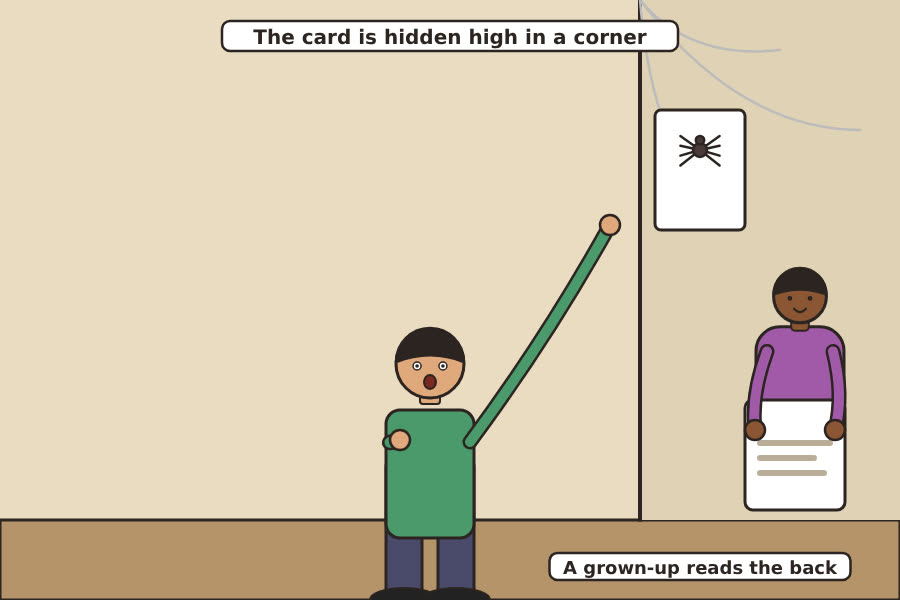 The card is hidden high in a corner
A grown-up reads the back